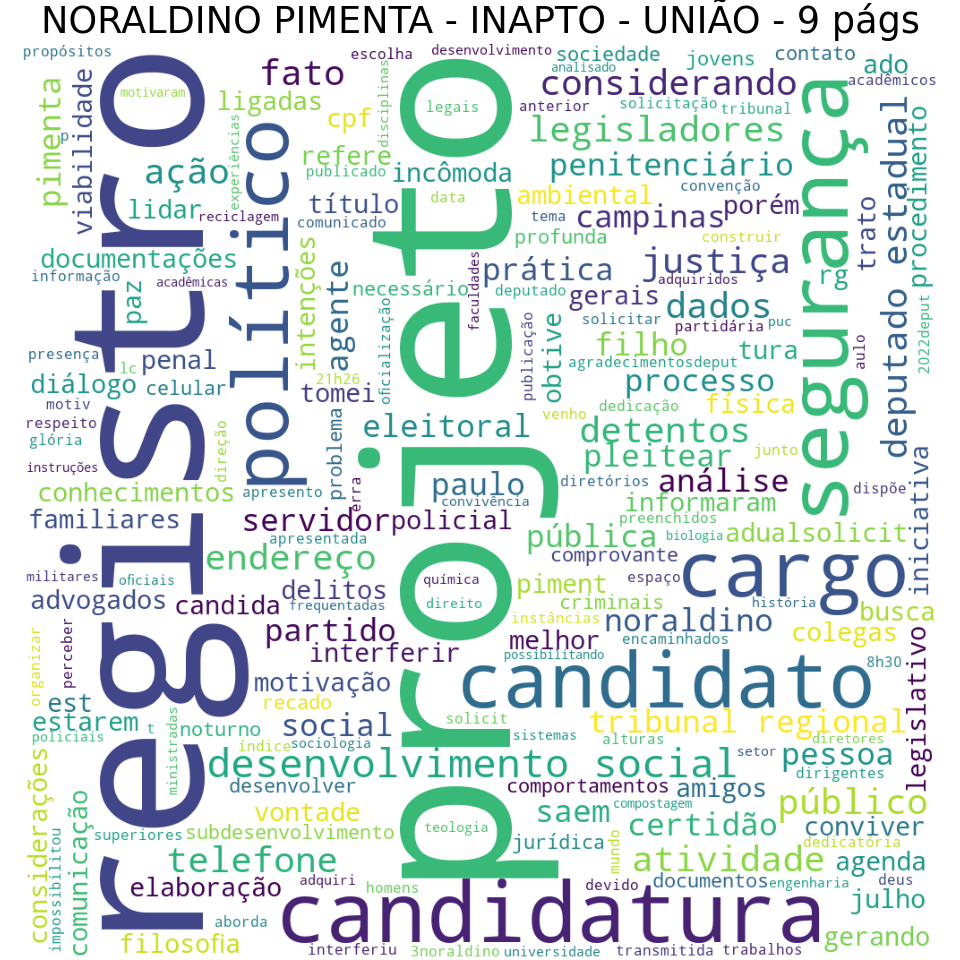 NORALDINO PIMENTA - INAPTO - UNIÃO - 9 págs
propósitos
escolha
desenvolvimento
sociedade
jovens
contato
ado
motivaram
fato
disciplinas
analisado
considerando
acadêmicos
pimenta
p
viabilidade
ligadas
cpf
legais
anterior
solicitação
tribunal
segurança
deputado estadual
procedimento
registro
político
experiências
refere
publicado
legisladores
ação
incômoda
penitenciário
convenção
lidar
reciclagem
título
comunicado
data
ambiental
tema
campinas
porém
trato
documentações
intenções
profunda
construir
informação
acadêmicas
paz
agente
necessário
faculdades
prática
deputado
justiça
adquiridos
rg
projeto
gerais
dados
oficialização
publicação
obtive
solicitar
partidária
puc
2022deput
presença
lc
penal
filho
tura
aulo
diálogo
celular
21h26
agradecimentosdeput
motiv
tomei
processo
respeito
glória
direção
problema
venho
dedicação
física
eleitoral
detentos
junto
instruções
pleitear
conhecimentos
apresento
erra
paulo
convivência
diretórios
análise
dispõe
iniciativa
familiares
servidor
policial
informaram
preenchidos
apresentada
pública
biologia
adualsolicit
endereço
comprovante
militares
oficiais
química
piment
espaço
cargo
advogados
candida
delitos
frequentadas
direito
criminais
história
busca
instâncias
noraldino
organizar
perceber
partido
melhor
encaminhados
colegas
legislativo
interferir
possibilitando
8h30
motivação
candidato
est
recado
estarem
t
noturno
social
solicit
tribunal regional
policiais
ministradas
índice
sociologia
sistemas
alturas
diretores
considerações
desenvolvimento social
setor
pessoa
dirigentes
desenvolver
comportamentos
amigos
comunicação
vontade
saem
compostagem
público
impossibilitou
superiores
subdesenvolvimento
teologia
jurídica
mundo
certidão
conviver
dedicatória
telefone
atividade
agenda
elaboração
adquiri
homens
devido
documentos
engenharia
deus
aborda
candidatura
julho
filosofia
interferiu
3noraldino
universidade
transmitida
trabalhos
gerando